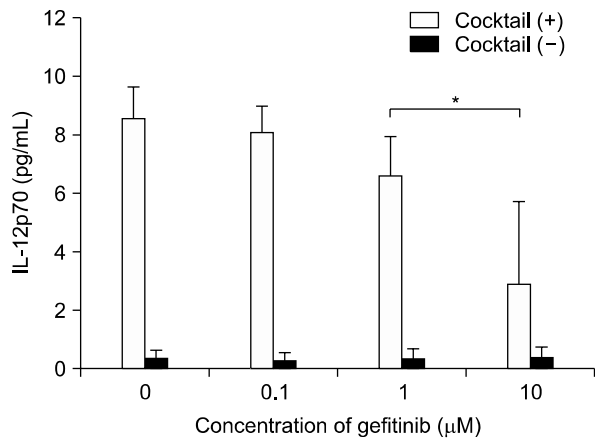 Cocktail (+)
Cocktail (−)
IL-12p70 (pg/mL)
12
10
8
6
4
2
0
*
0 0.1 1 10
Concentration of gefitinib (μM)